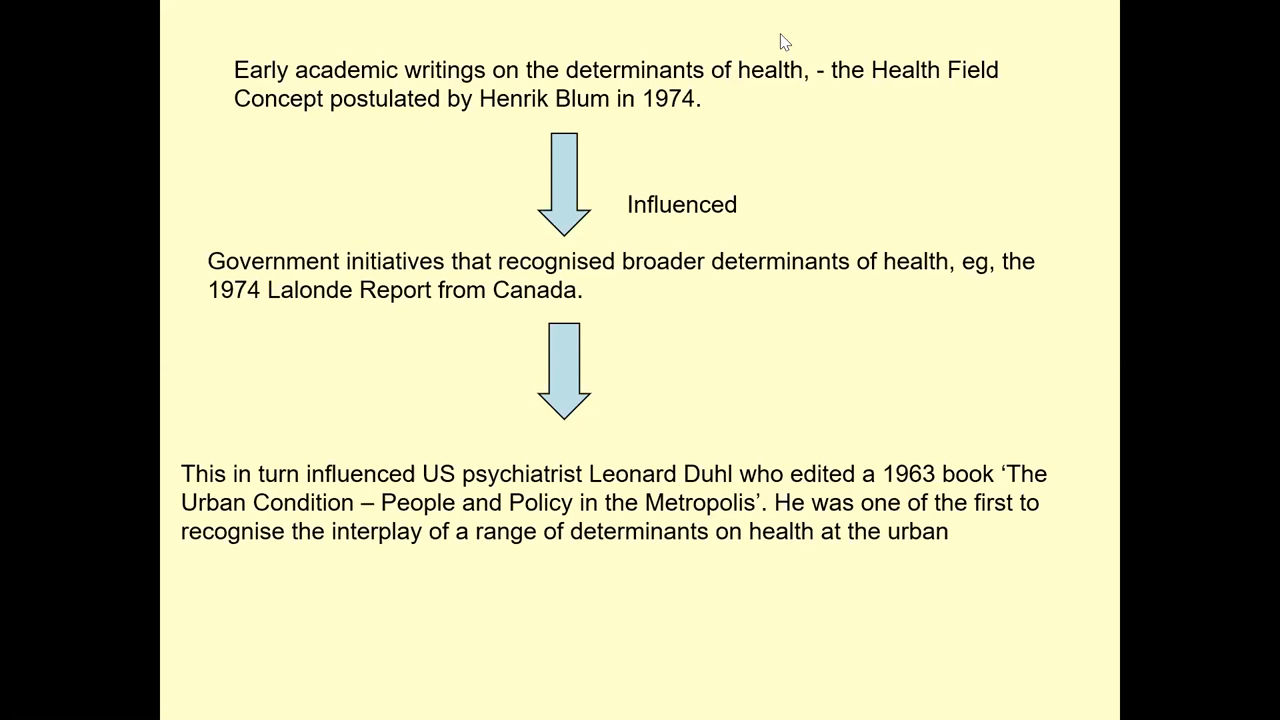 Early academic writings on the determinants of health, - the Health Field
Concept postulated by Henrik Blum in 1974.
Influenced
Government initiatives that recognised broader determinants of health, eg, the
1974 Lalonde Report from Canada.
This in turn influenced US psychiatrist Leonard Duhl who edited a 1963 book ‘The
Urban Condition – People and Policy in the Metropolis’. He was one of the first to
recognise the interplay of a range of determinants on health at the urban